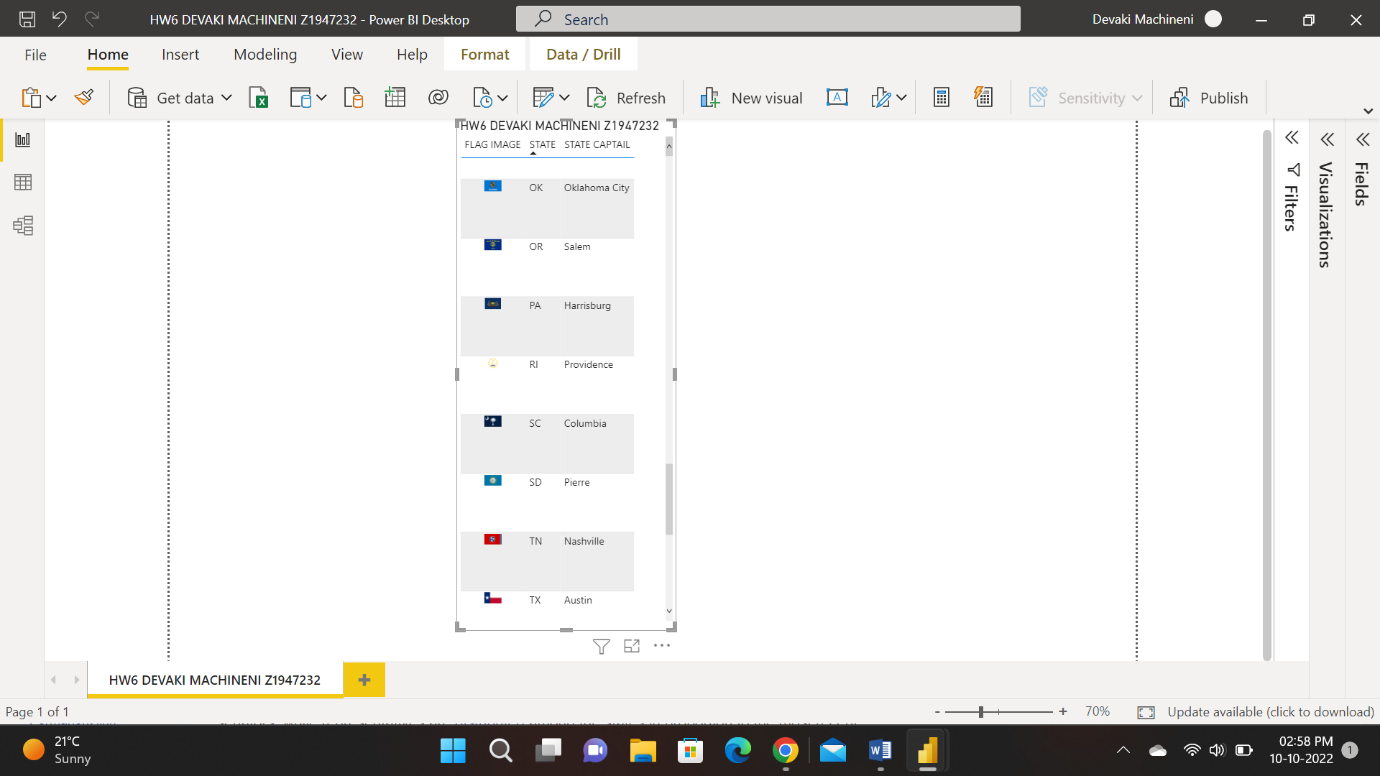 HW6 DEVAKI MACHINENI Z1947232 - Power BI Desktop
Search
Devaki Machineni
File Home Insert Modeling View Help Format Data / Drill
Get data Refresh New visual Sensitivity Publish
HW6 DEVAKI MACHINENI Z1947232
FLAG IMAGE STATE STATE CAPTAIL
OK Oklahoma City
OR Salem
PA Harrisburg
RI Providence
SC Columbia
SD Pierre
TN Nashville
TX Austin
Filters
Visualizations
Fields
HW6 DEVAKI MACHINENI Z1947232
Page 1 of 1
70%
Update available (click to download)
21°C
Sunny
02:58 PM
10-10-2022
1